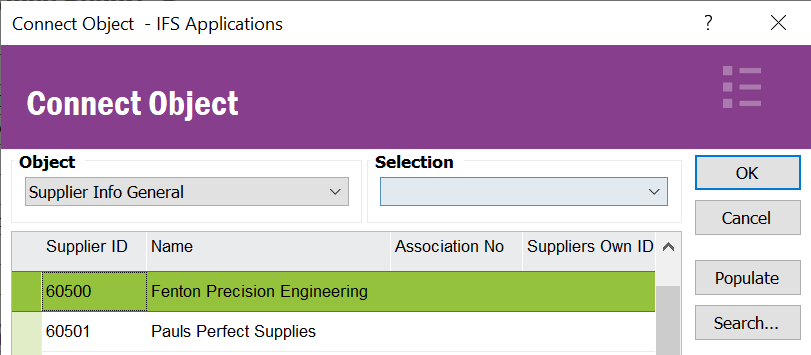 Connect Object - IFS Applications ?
Connect Object
Object
Selection
Supplier Info General
OK
Cancel
Populate
Search...
Supplier ID Name Association No Suppliers Own ID
60500 Fenton Precision Engineering
60501 Pauls Perfect Supplies